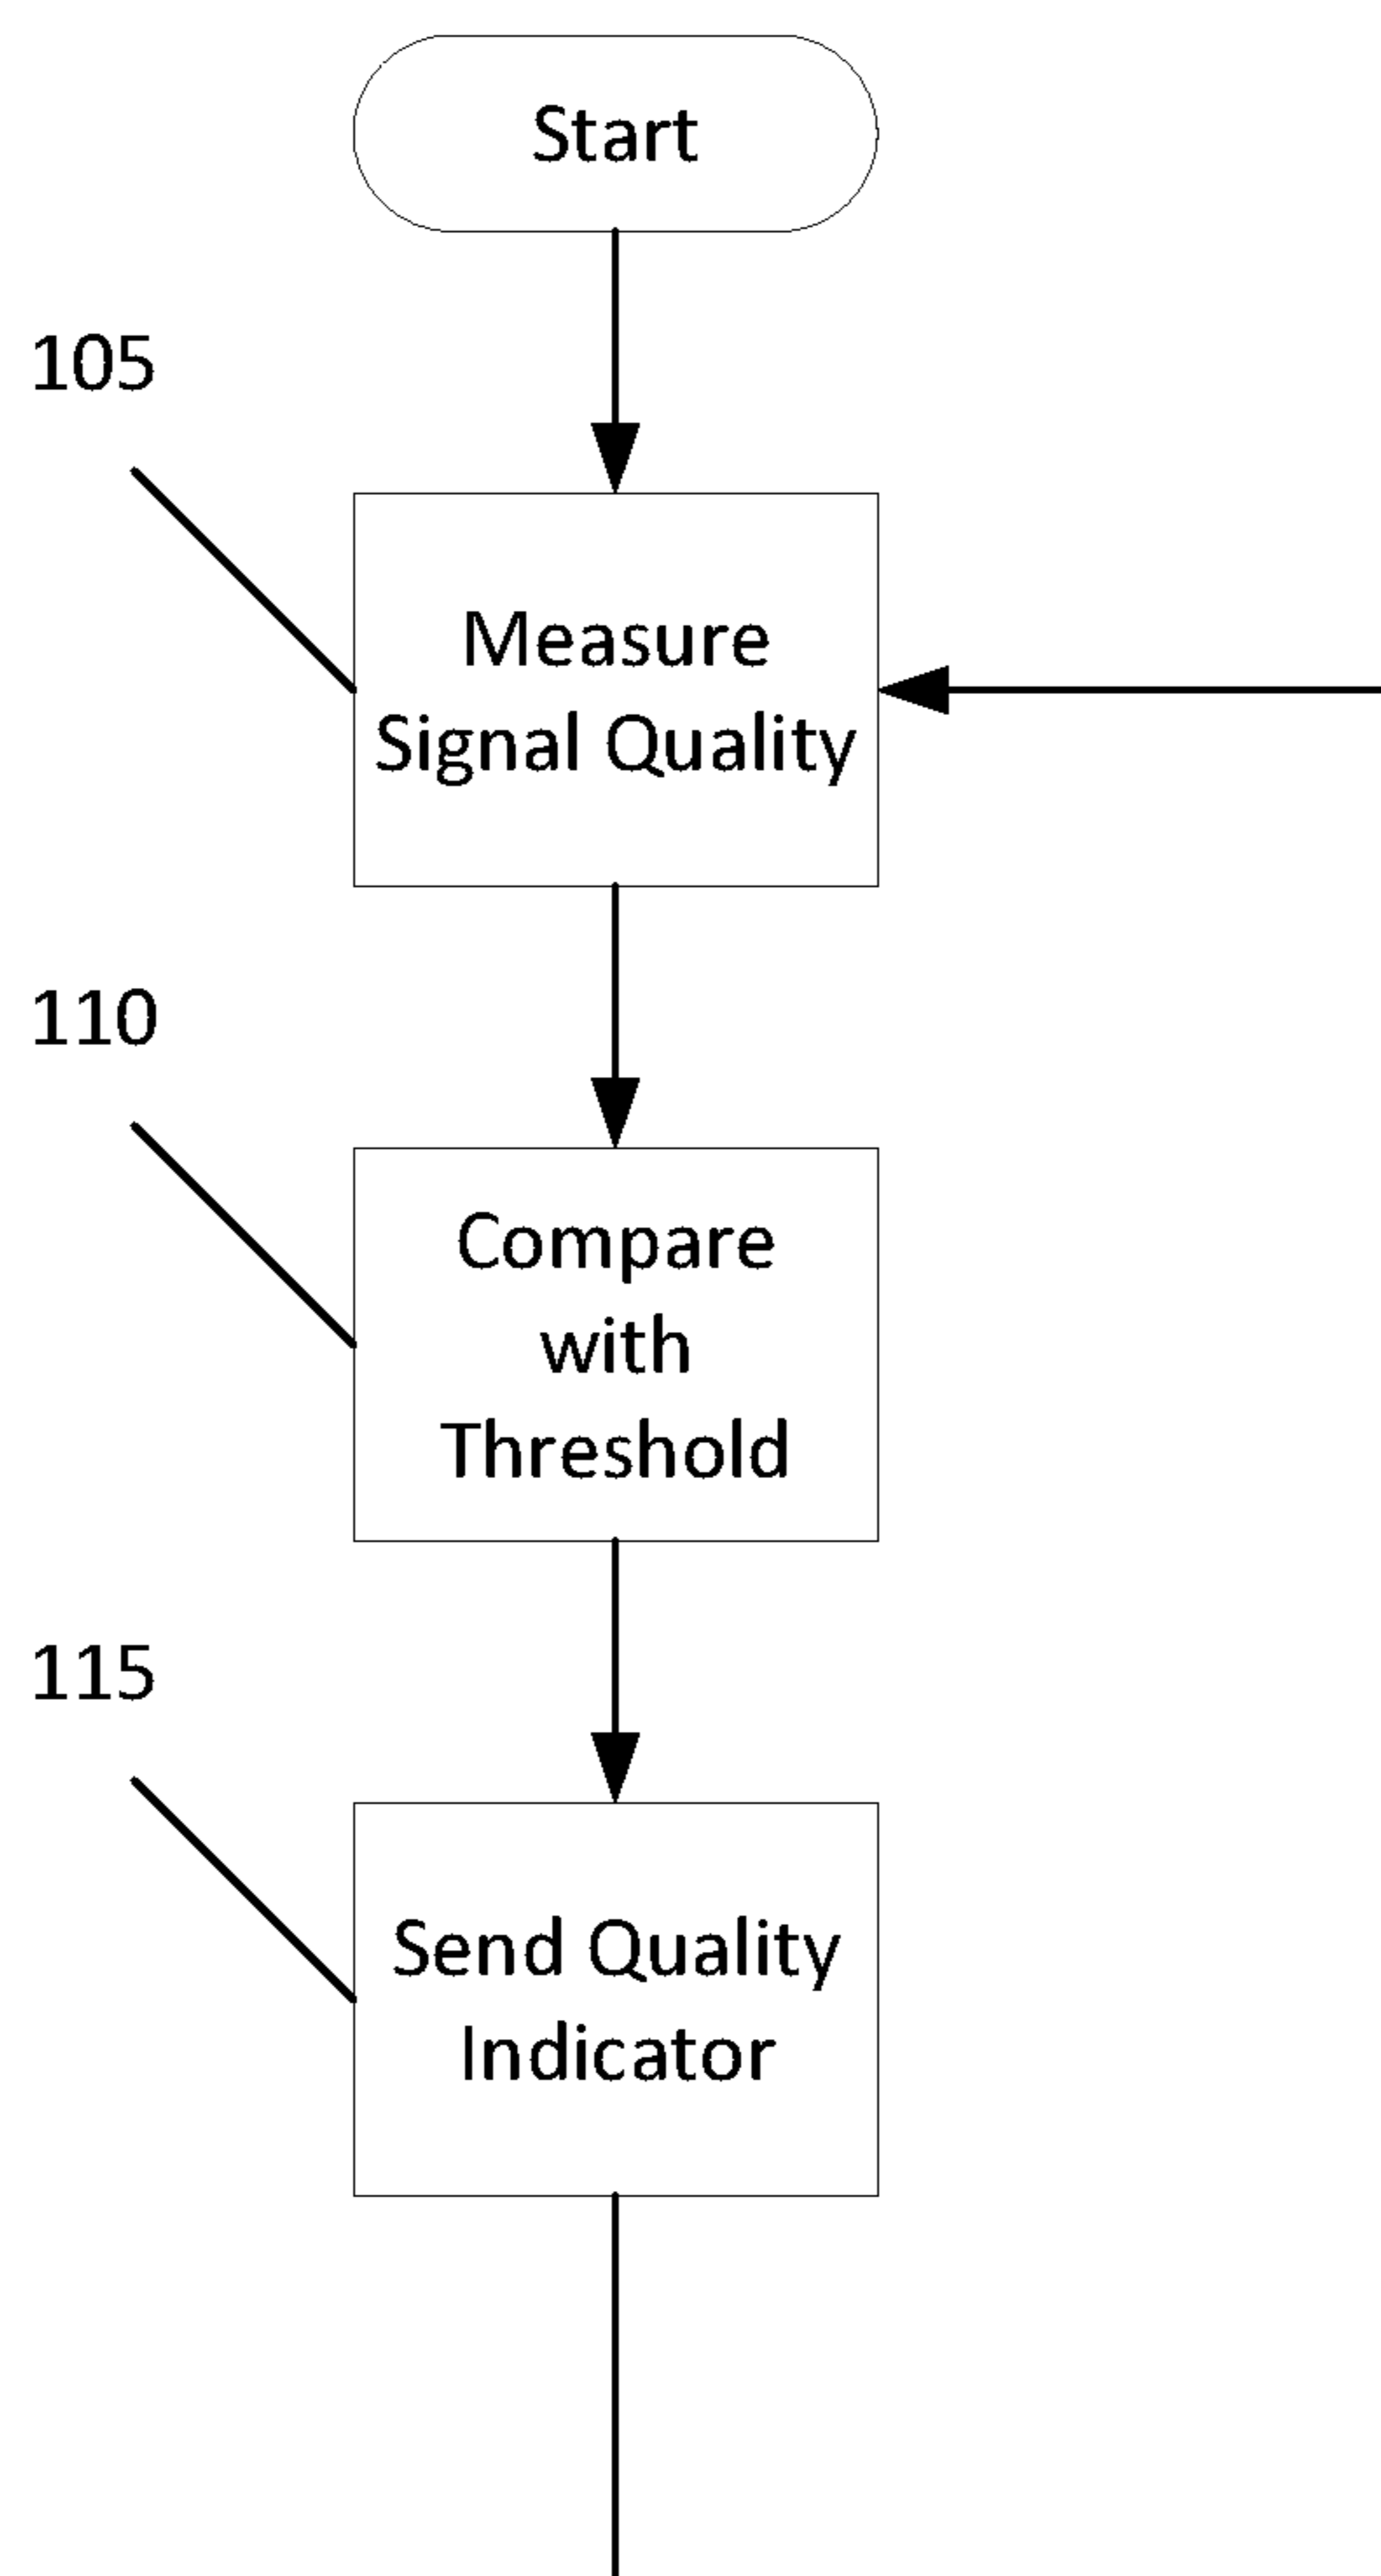 Start
105
Measure
Signal Quality
110
Compare
with
Threshold
115
Send Quality
Indicator